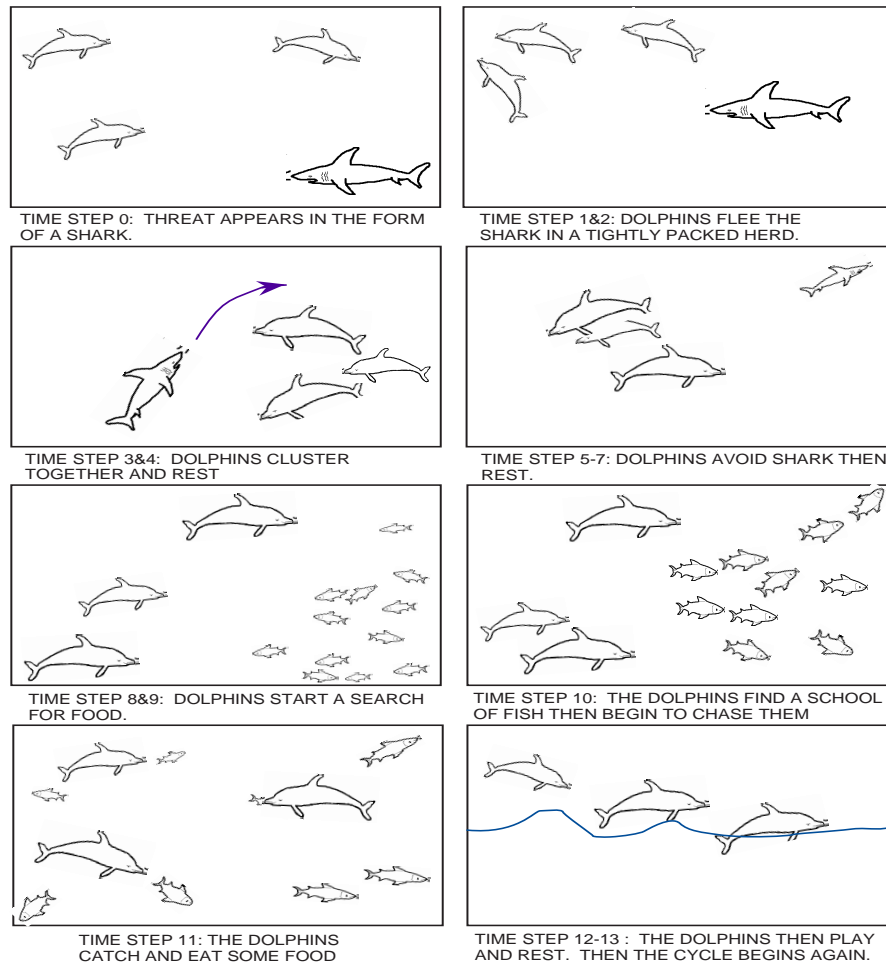 TIME STEP 0: THREAT APPEARS IN THE FORM
OF A SHARK.
TIME STEP 1&2: DOLPHINS FLEE THE
SHARK IN A TIGHTLY PACKED HERD.
TIME STEP 3&4: DOLPHINS CLUSTER
TOGETHER AND REST
TIME STEP 5-7: DOLPHINS AVOID SHARK THEN
REST.
TIME STEP 8&9: DOLPHINS START A SEARCH
FOR FOOD.
TIME STEP 10: THE DOLPHINS FIND A SCHOOL
OF FISH THEN BEGIN TO CHASE THEM
TIME STEP 11: THE DOLPHINS
CATCH AND EAT SOME FOOD
TIME STEP 12-13 : THE DOLPHINS THEN PLAY
AND REST. THEN THE CYCLE BEGINS AGAIN.